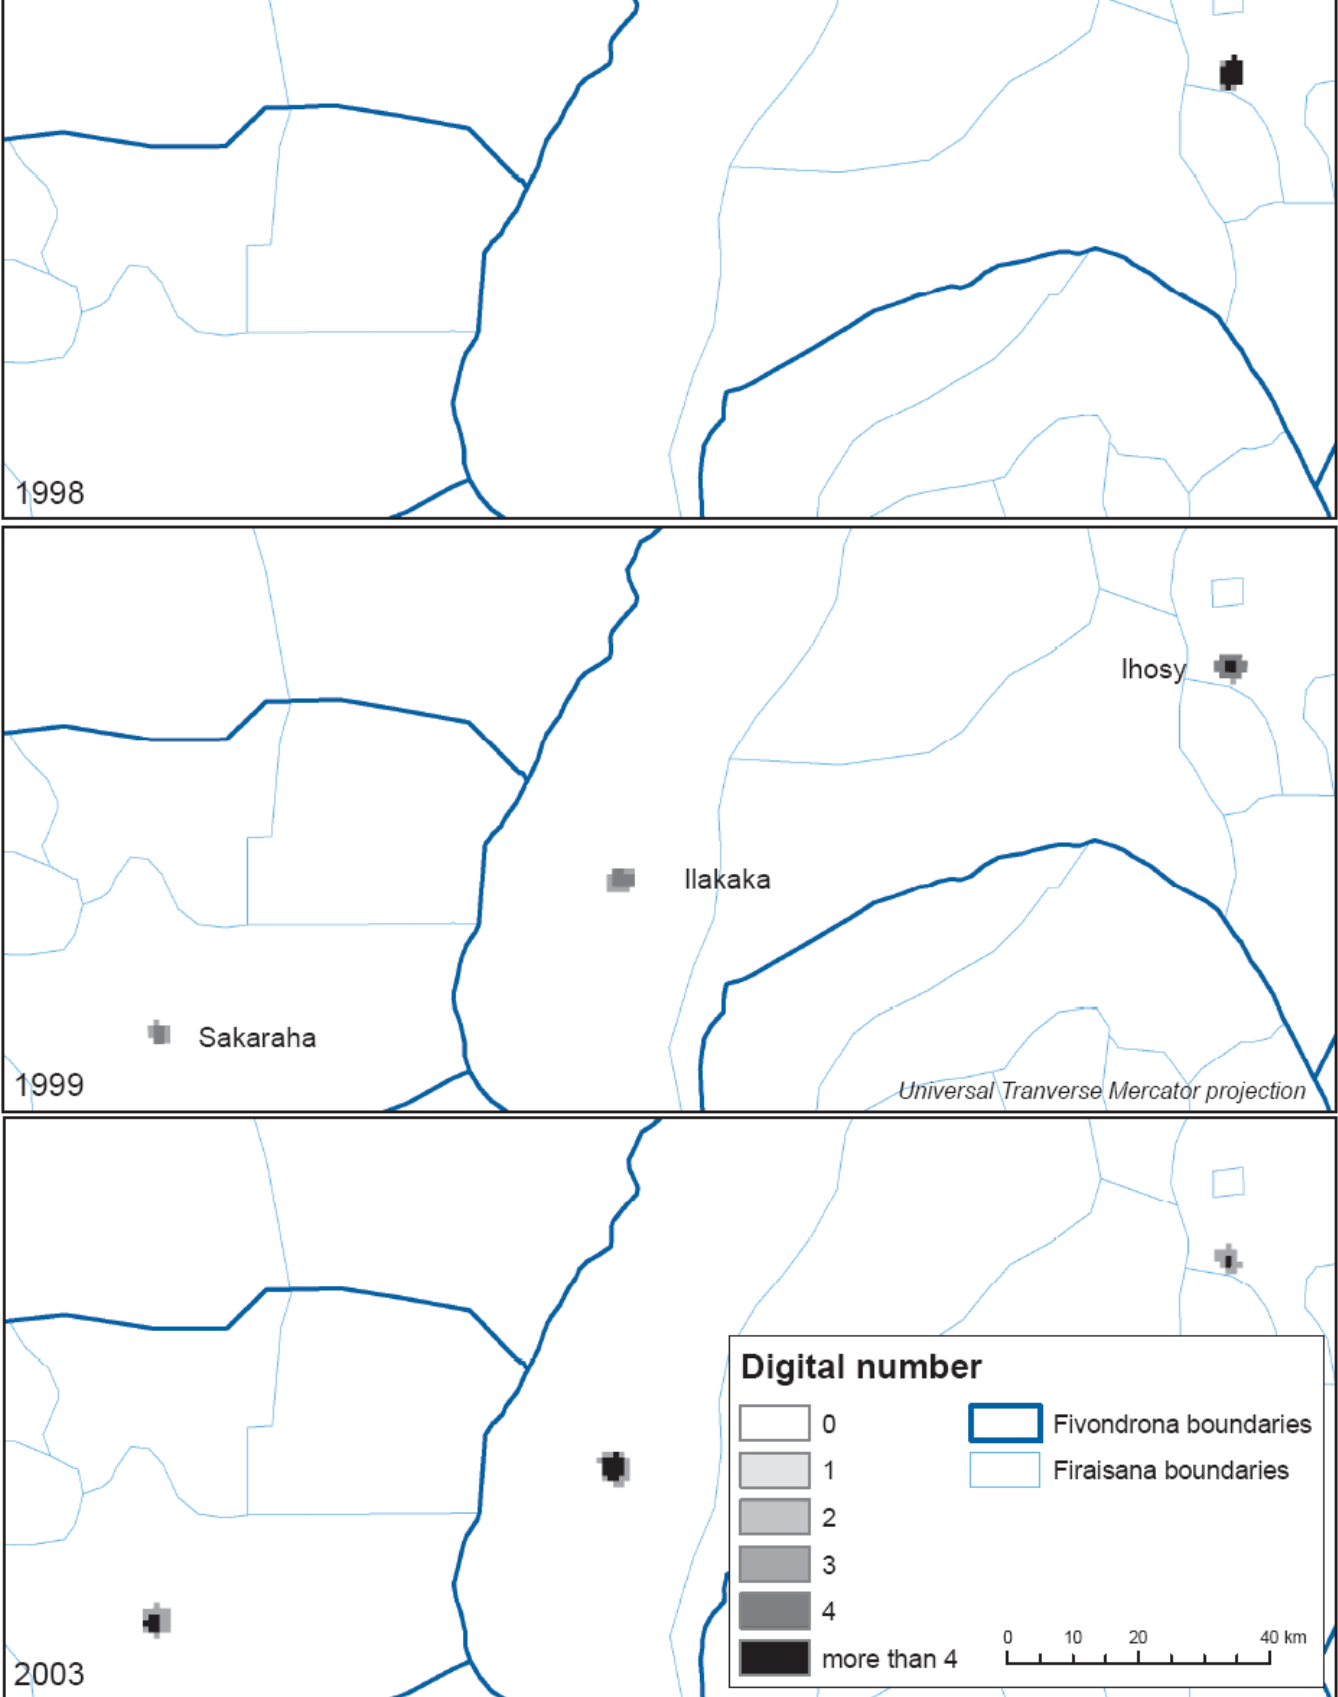 1998
Ihosy
Ilakaka
Sakaraha
1999
Universal Tranverse Mercator projection
Digital number
0
1
2
3
4
more than 4
Fivondrona boundaries
Firaisana boundaries
0 10 20 40 km
2003